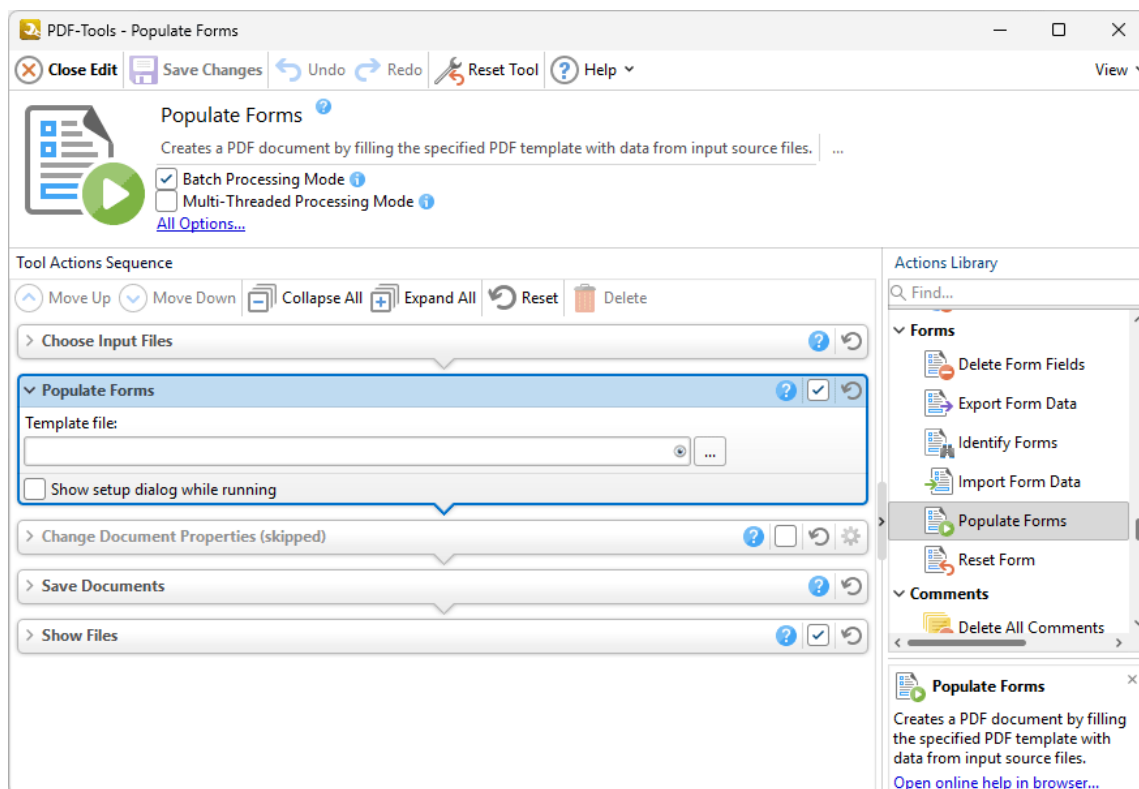 PDF-Tools - Populate Forms
Close Edit Save Changes Undo Redo Reset Tool Help View
Populate Forms
Creates a PDF document by filling the specified PDF template with data from input source files. ...
Batch Processing Mode
Multi-Threaded Processing Mode
All Options...
Tool Actions Sequence
Move Up Move Down Collapse All Expand All Reset Delete
Choose Input Files
Populate Forms
Template file:
...
Show setup dialog while running
Change Document Properties (skipped)
Save Documents
Show Files
Actions Library
Find...
Forms
Delete Form Fields
Export Form Data
Identify Forms
Import Form Data
Populate Forms
Reset Form
Comments
Delete All Comments
Populate Forms
Creates a PDF document by filling
the specified PDF template with
data from input source files.
Open online help in browser...